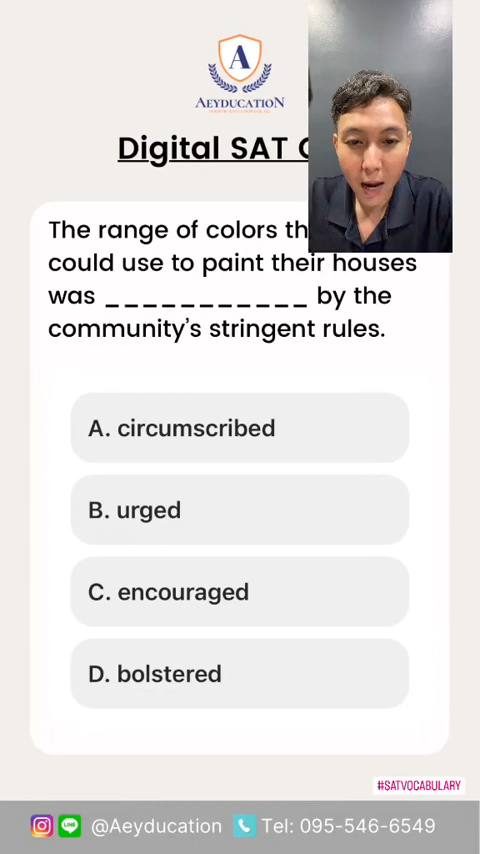 A
AEYDUCATION
Digital SAT
The range of colors
could use to paint their houses
was ___________ by the
community's stringent rules.
A. circumscribed
B. urged
C. encouraged
D. bolstered
#SATVOCABULARY
LINE @Aeyducation Tel: 095-546-6549